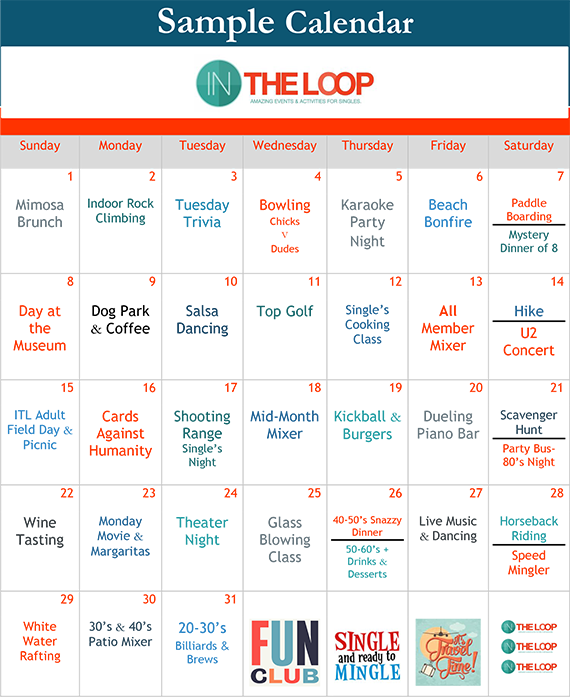 Sample Calendar
IN THE LOOP
AMAZING EVENTS & ACTIVITIES FOR SINGLES.
Sunday Monday Tuesday Wednesday Thursday Friday Saturday
1
Mimosa
Brunch
2
Indoor Rock
Climbing
3
Tuesday
Trivia
4
Bowling
Chicks
V
Dudes
5
Karaoke
Party
Night
6
Beach
Bonfire
7
Paddle
Boarding
Mystery
Dinner of 8
8
Day at
the
Museum
9
Dog Park
& Coffee
10
Salsa
Dancing
11
Top Golf
12
Single's
Cooking
Class
13
All
Member
Mixer
14
Hike
U2
Concert
15
ITL Adult
Field Day &
Picnic
16
Cards
Against
Humanity
17
Shooting
Range
Single's
Night
18
Mid-Month
Mixer
19
Kickball &
Burgers
20
Dueling
Piano Bar
21
Scavenger
Hunt
Party Bus-
80's Night
22
Wine
Tasting
23
Monday
Movie &
Margaritas
24
Theater
Night
25
Glass
Blowing
Class
26
40-50's Snazzy
Dinner
50-60's +
Drinks &
Desserts
27
Live Music
& Dancing
28
Horseback
Riding
Speed
Mingler
29
White
Water
Rafting
30
30's & 40's
Patio Mixer
31
20-30's
Billiards &
Brews
FUN
CLUB
SINGLE
and ready to
MINGLE
It's
Travel
Time!
IN THE LOOP
IN THE LOOP
IN THE LOOP